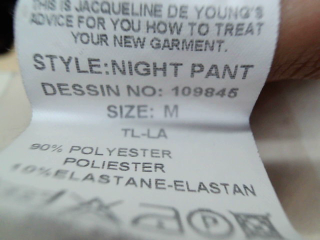 THIS IS JACQUELINE DE YOUNG'S
ADVICE FOR YOU HOW TO TREAT
YOUR NEW GARMENT.
STYLE:NIGHT PANT
DESSIN NO: 109845
SIZE: M
TL-LA
90% POLYESTER
POLIESTER
10%ELASTANE-ELASTAN